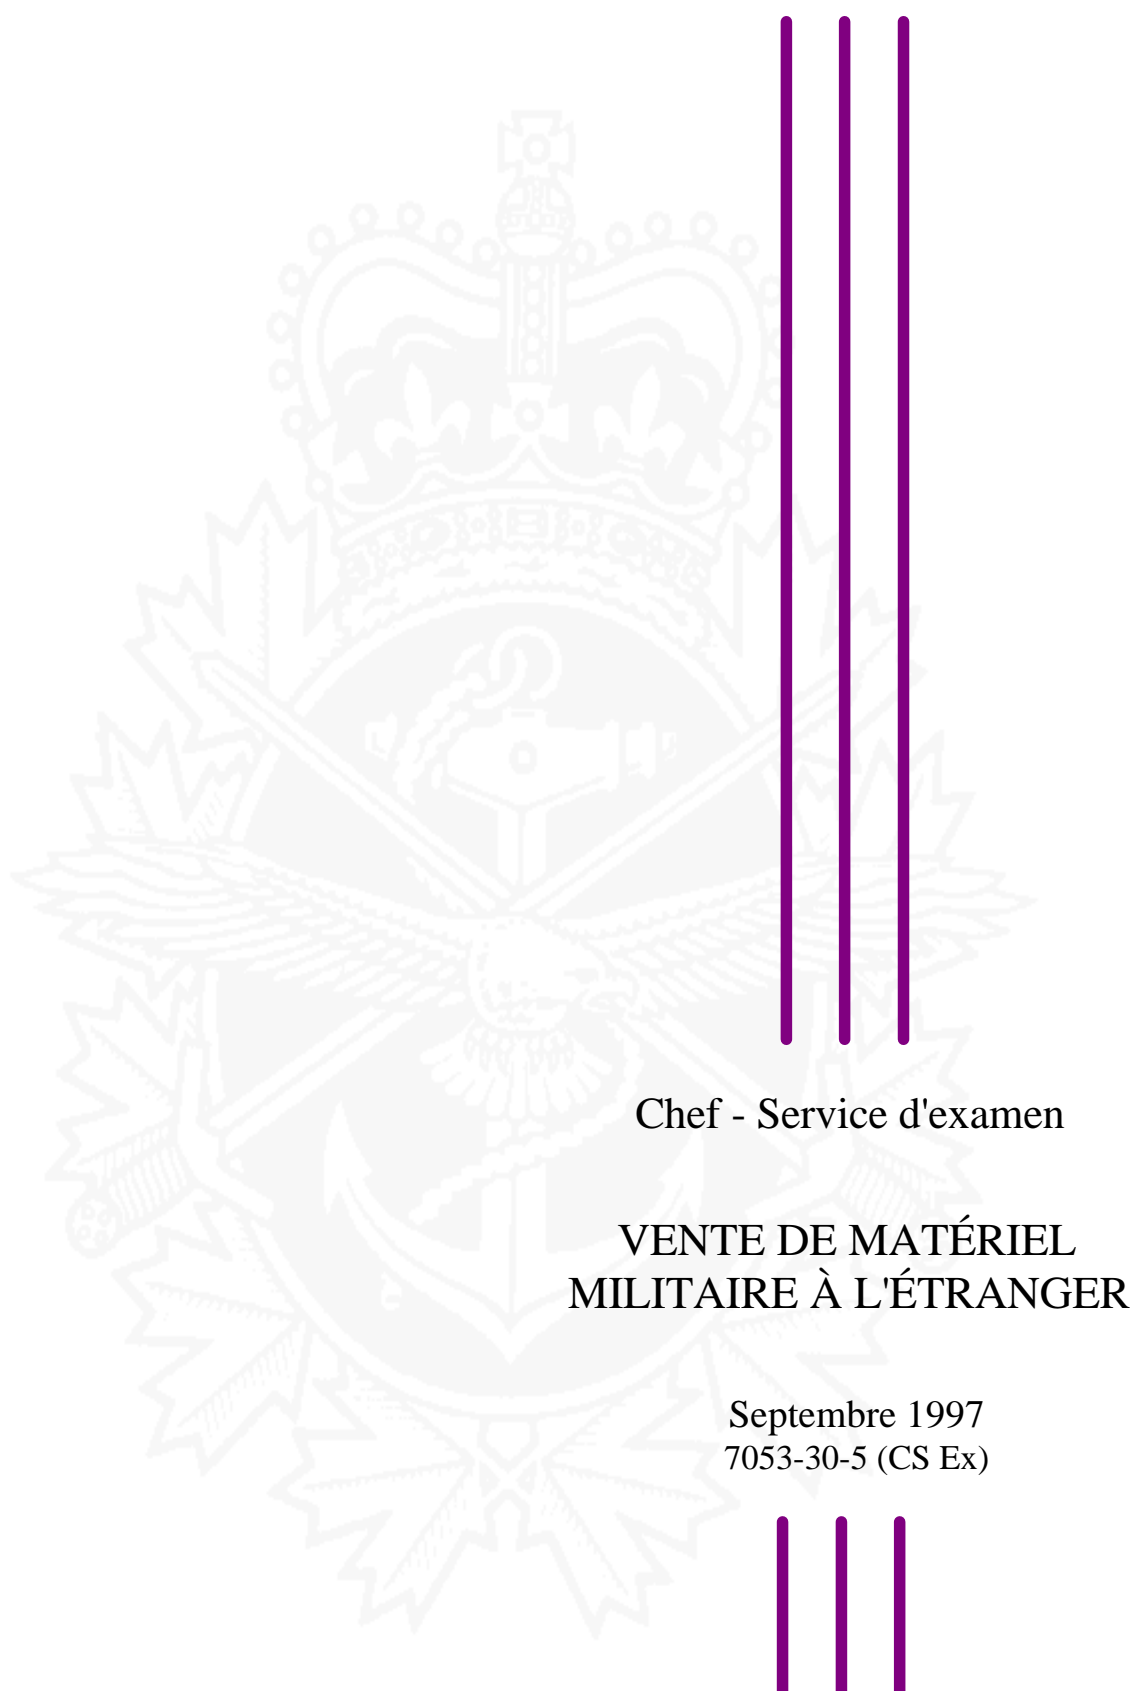 Chef - Service d'examen
VENTE DE MATÉRIEL
MILITAIRE À L'ÉTRANGER
Septembre 1997
7053-30-5 (CS Ex)